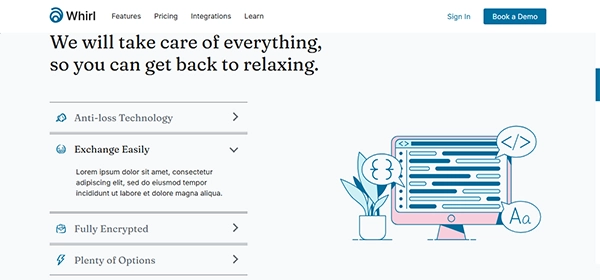 Whirl
Features
Pricing
Integrations
Learn
Sign In
Book a Demo
We will take care of everything,
so you can get back to relaxing.
Anti-loss Technology
Exchange Easily
Lorem ipsum dolor sit amet, consectetur
adipiscing elit, sed do eiusmod tempor
incididunt ut labore et dolore magna aliqua.
Fully Encrypted
Plenty of Options
<>
</>
{}
Aa